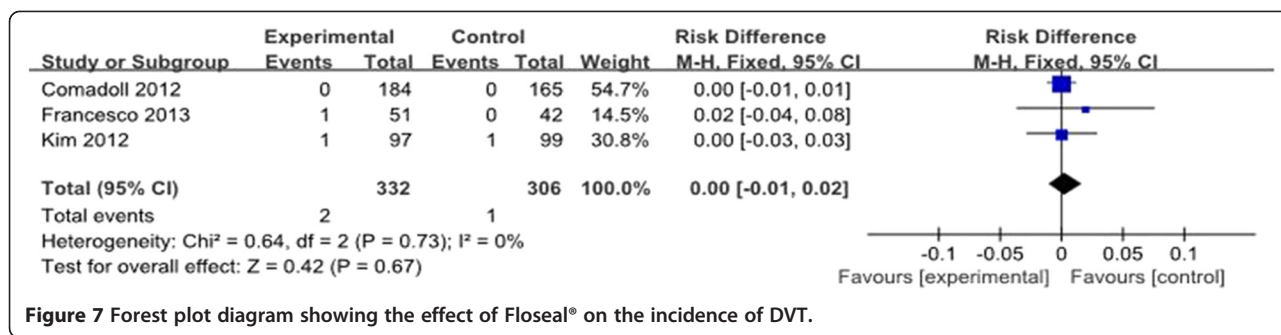 Experimental Control Risk Difference Risk Difference
Study or Subgroup Events Total Events Total Weight M-H, Fixed, 95% CI M-H, Fixed, 95% CI
Comadoll 2012 0 184 0 165 54.7% 0.00 [-0.01, 0.01]
Francesco 2013 1 51 0 42 14.5% 0.02 [-0.04, 0.08]
Kim 2012 1 97 1 99 30.8% 0.00 [-0.03, 0.03]
Total (95% CI) 332 306 100.0% 0.00 [-0.01, 0.02]
Total events 2 1
Heterogeneity: Chi² = 0.64, df = 2 (P = 0.73); I² = 0%
Test for overall effect: Z = 0.42 (P = 0.67)
-0.1 -0.05 0 0.05 0.1
Favours [experimental] Favours [control]
Figure 7 Forest plot diagram showing the effect of Floseal® on the incidence of DVT.